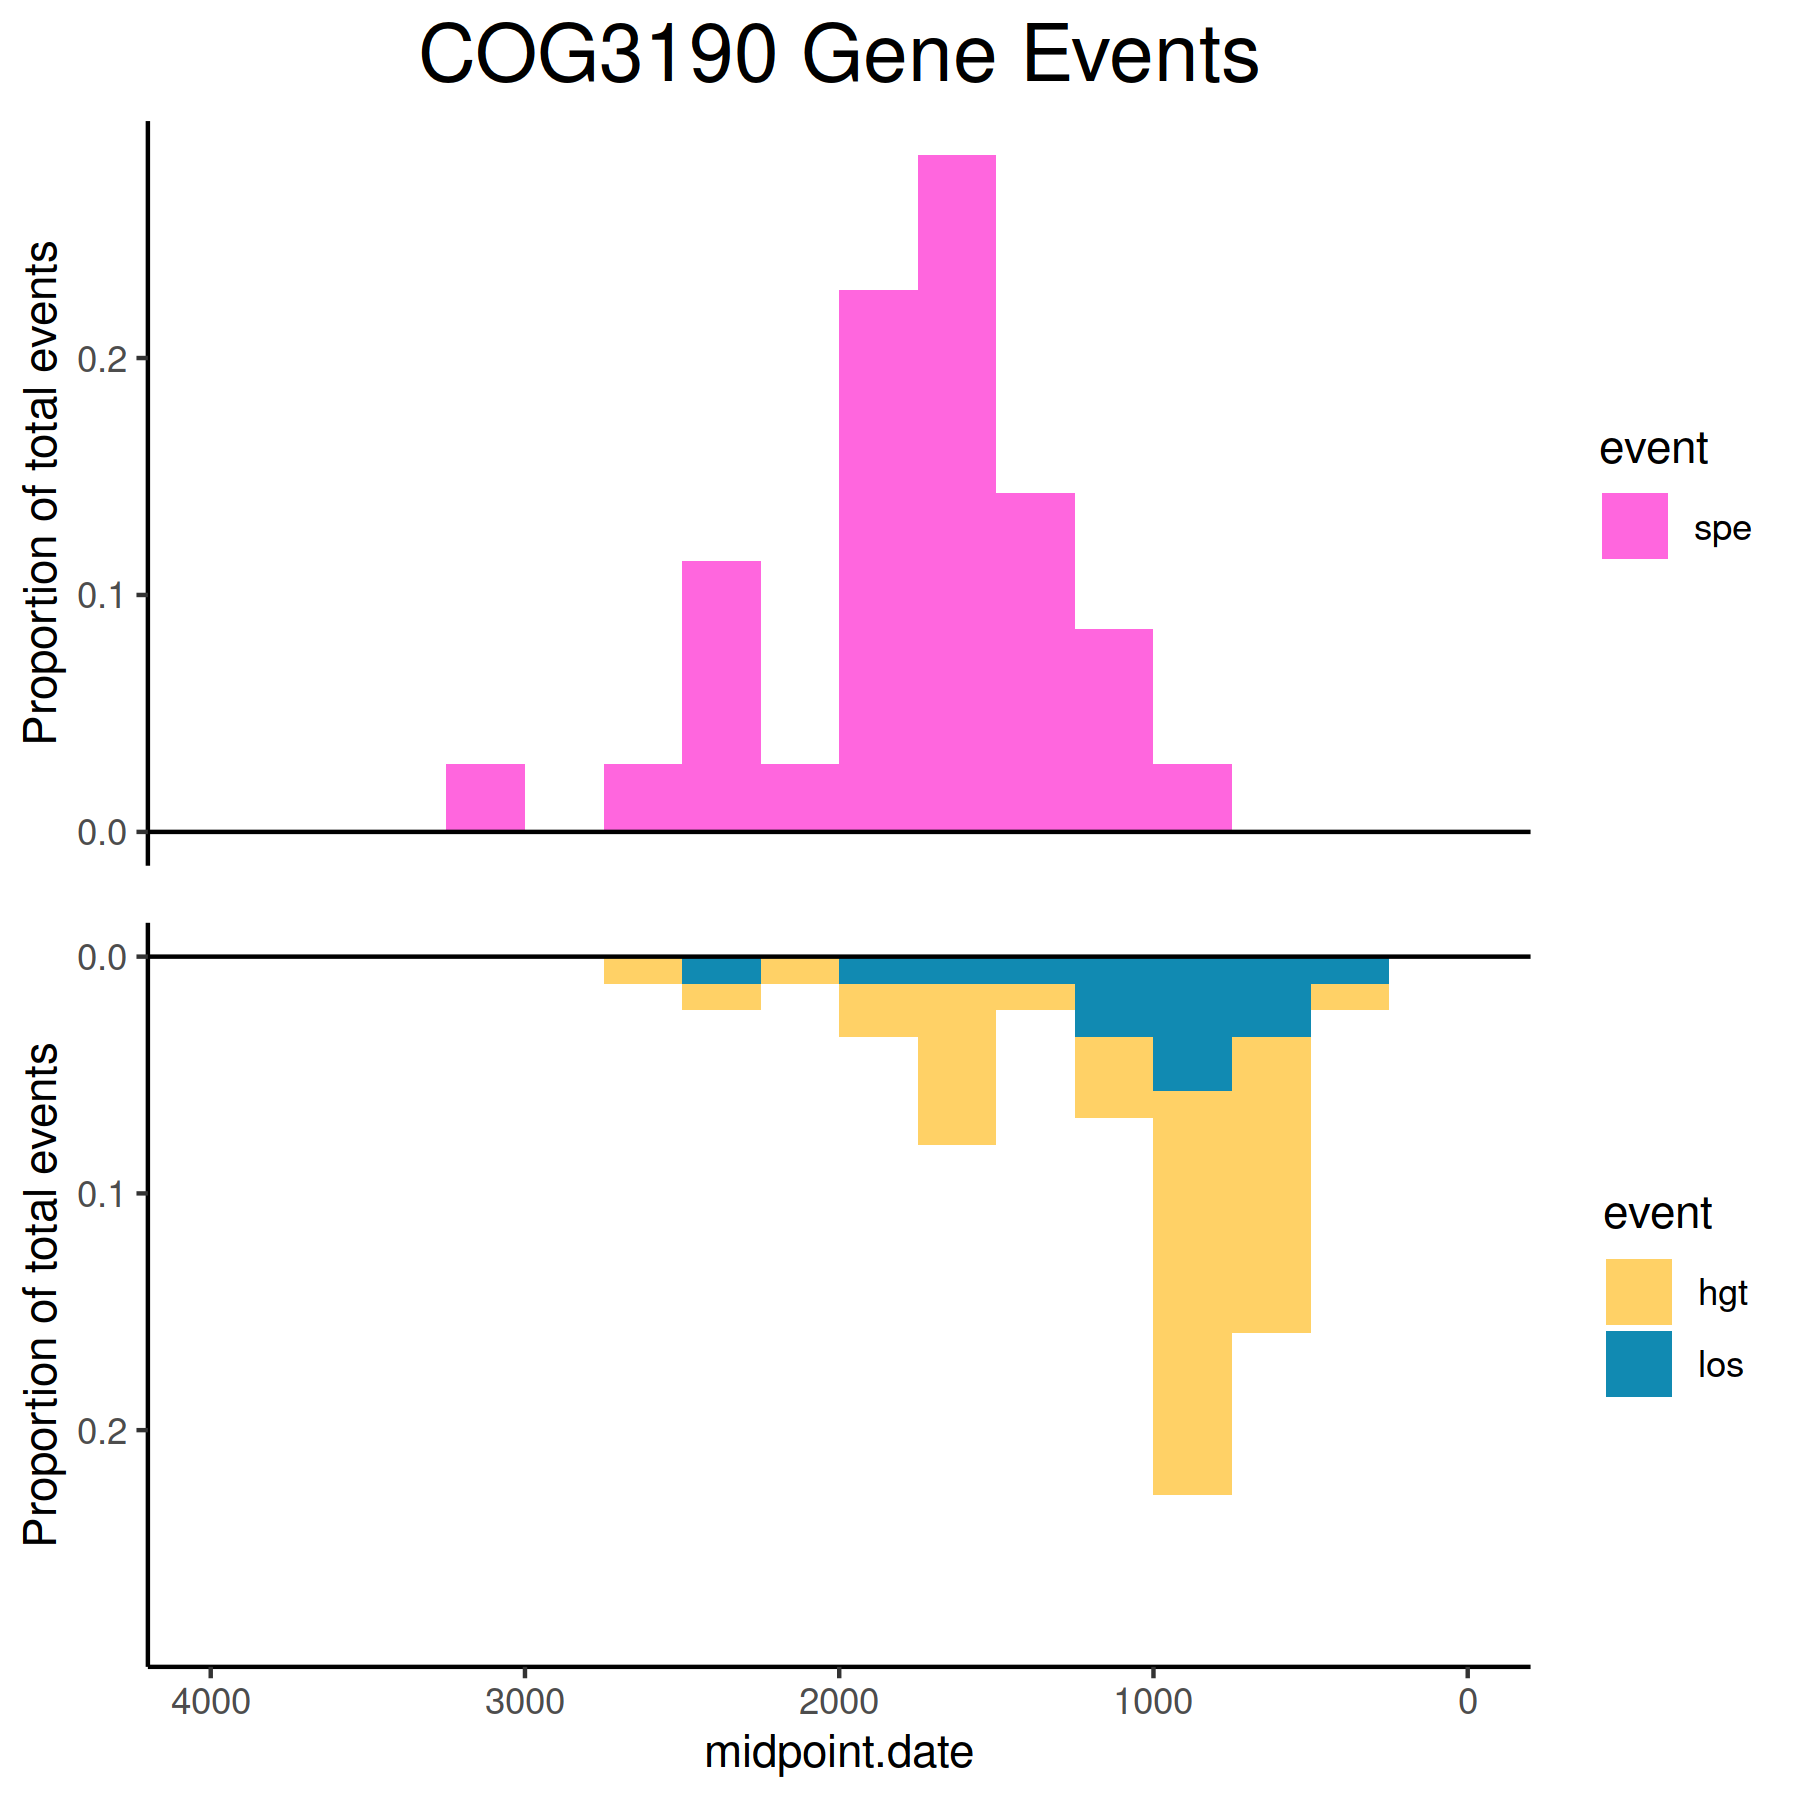 COG3190 Gene Events
Proportion of total events
0.2
0.1
0.0
event
spe
Proportion of total events
0.0
0.1
0.2
event
hgt
los
4000 3000 2000 1000 0
midpoint.date